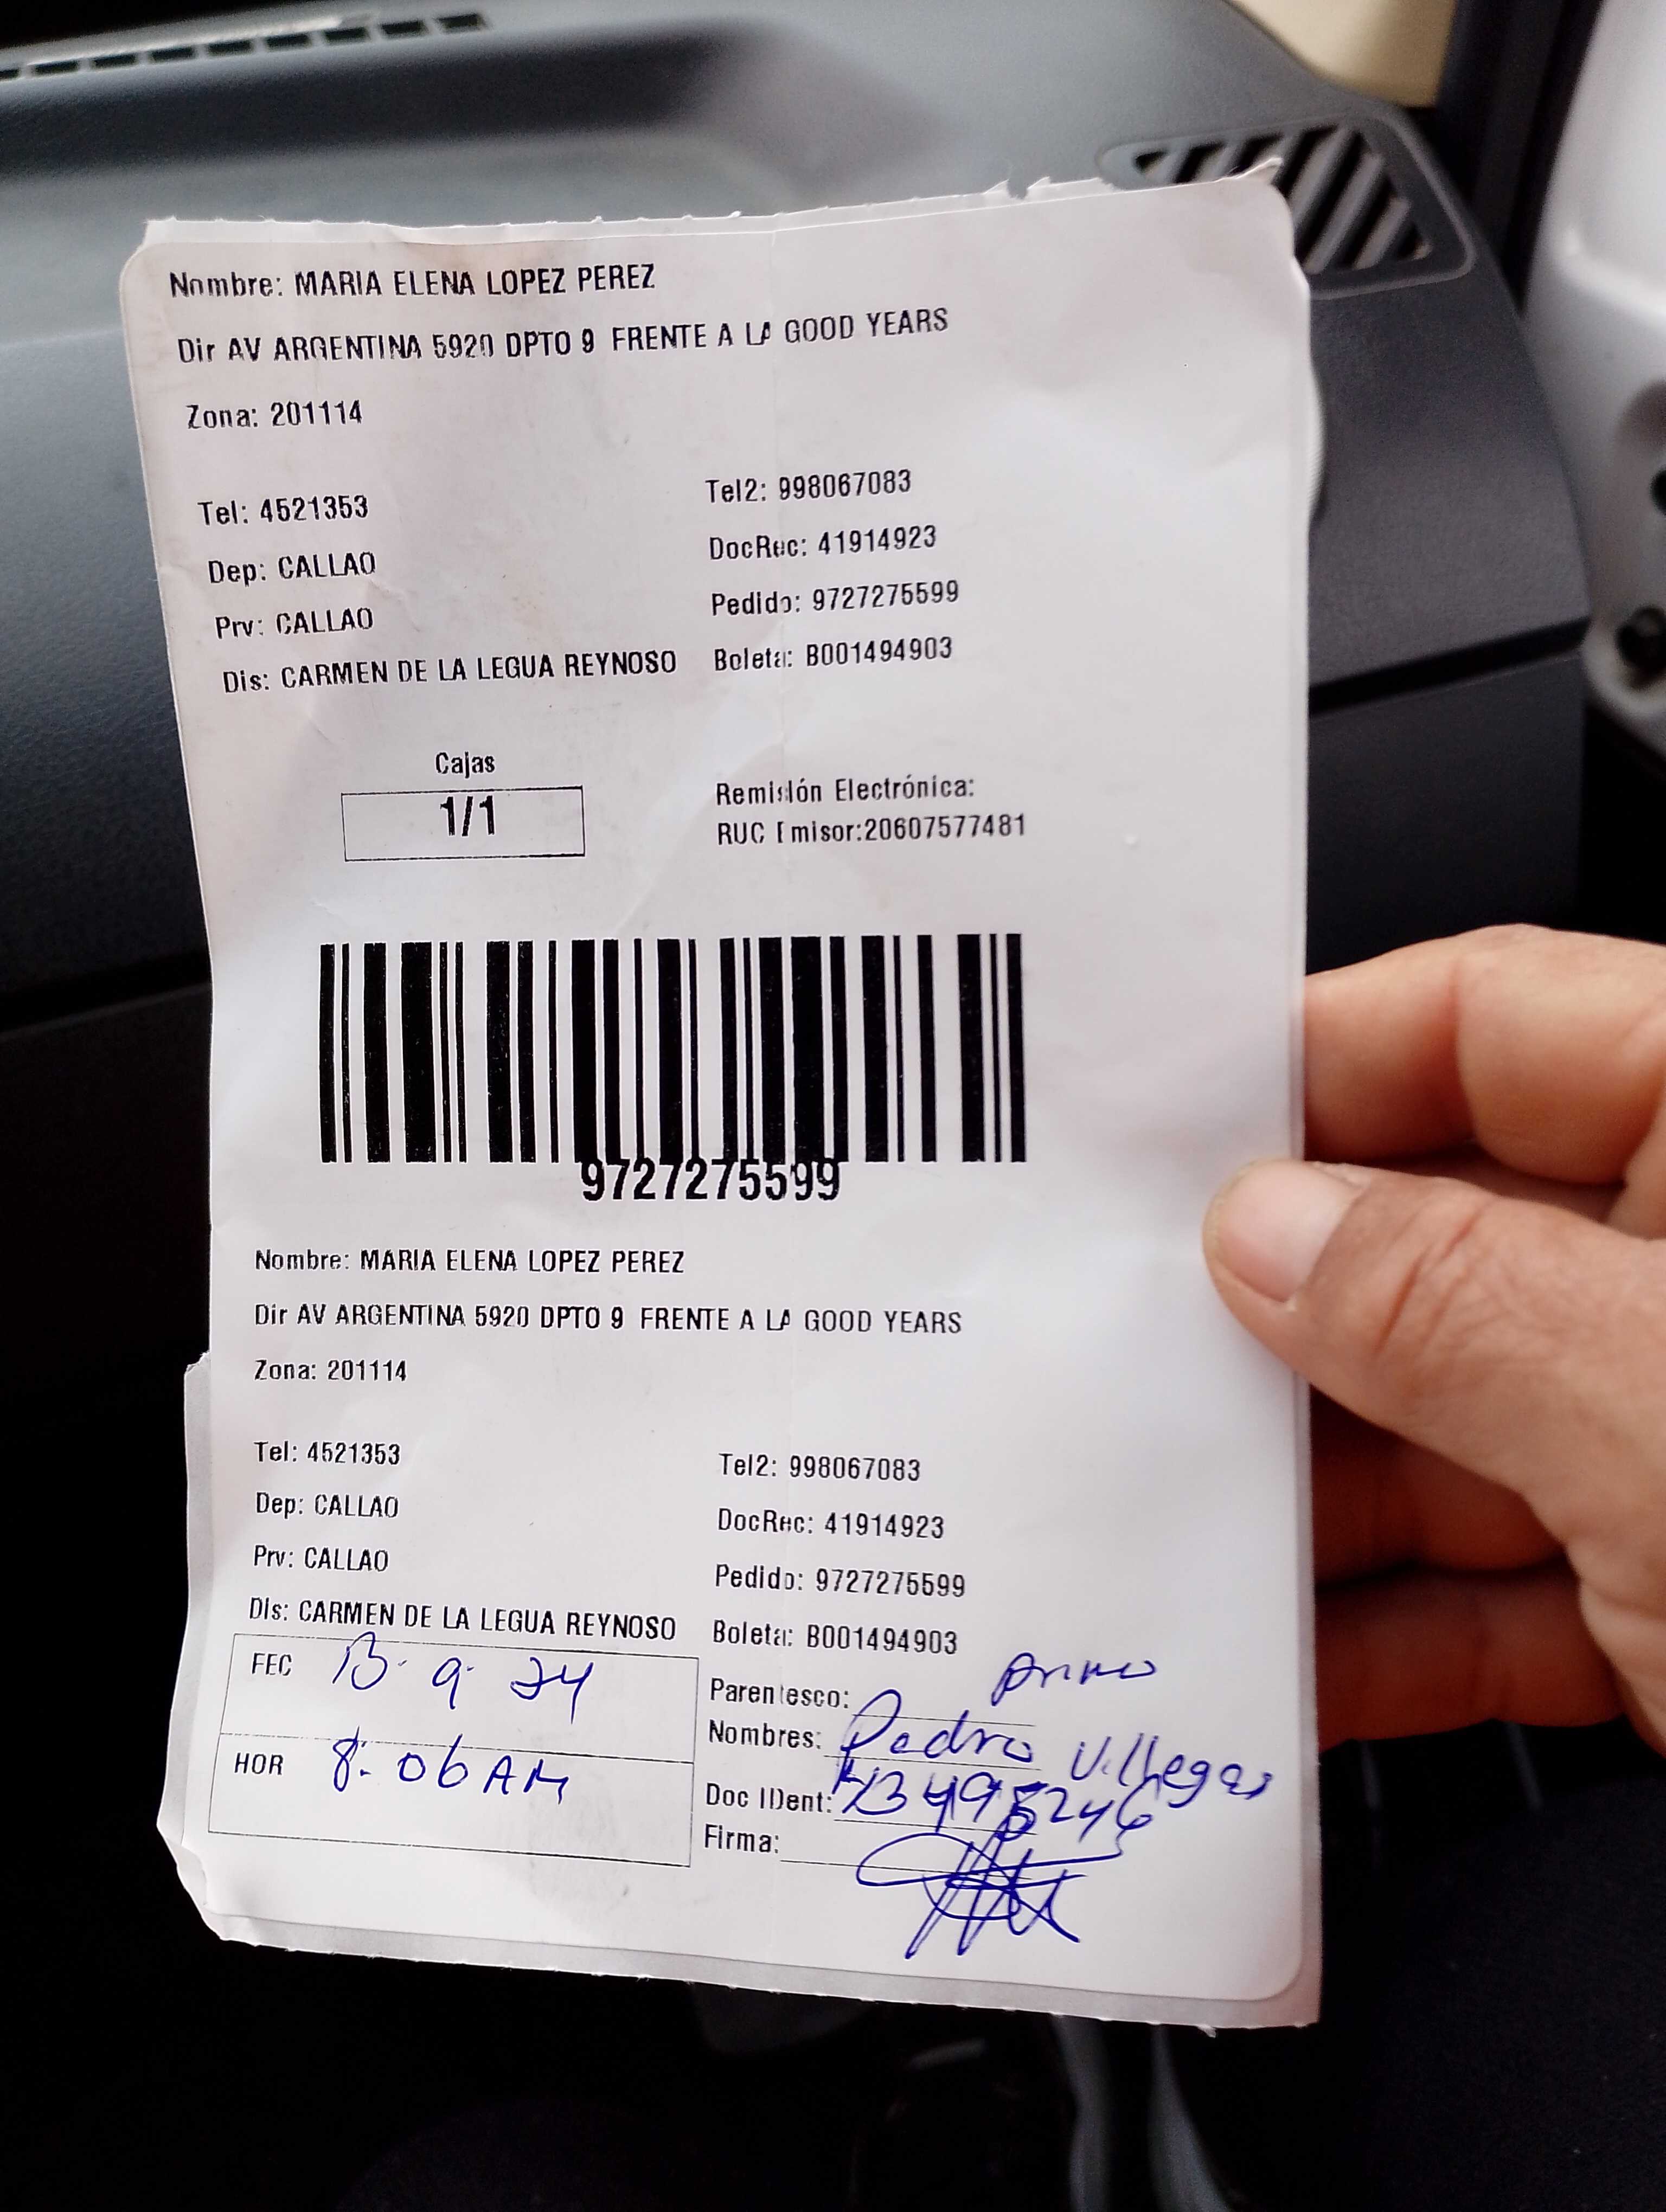 Nombre: MARIA ELENA LOPEZ PEREZ
Dir AV ARGENTINA 5920 DPTO 9 FRENTE A LA GOOD YEARS
Zona: 201114
Tel: 4521353 Tel2: 998067083
Dep: CALLAO DocRec: 41914923
Prv: CALLAO Pedido: 9727275599
Dis: CARMEN DE LA LEGUA REYNOSO Boleta: B001494903
Cajas
1/1
Remisión Electrónica:
RUC Emisor:20607577481
9727275599
Nombre: MARIA ELENA LOPEZ PEREZ
Dir AV ARGENTINA 5920 DPTO 9 FRENTE A LA GOOD YEARS
Zona: 201114
Tel: 4521353 Tel2: 998067083
Dep: CALLAO DocRec: 41914923
Prv: CALLAO Pedido: 9727275599
Dis: CARMEN DE LA LEGUA REYNOSO Boleta: B001494903
FEC 13-9-24
HOR 8:06 AM
Parentesco: primo
Nombres: Pedro Villegas
Doc IDent:
Firma: